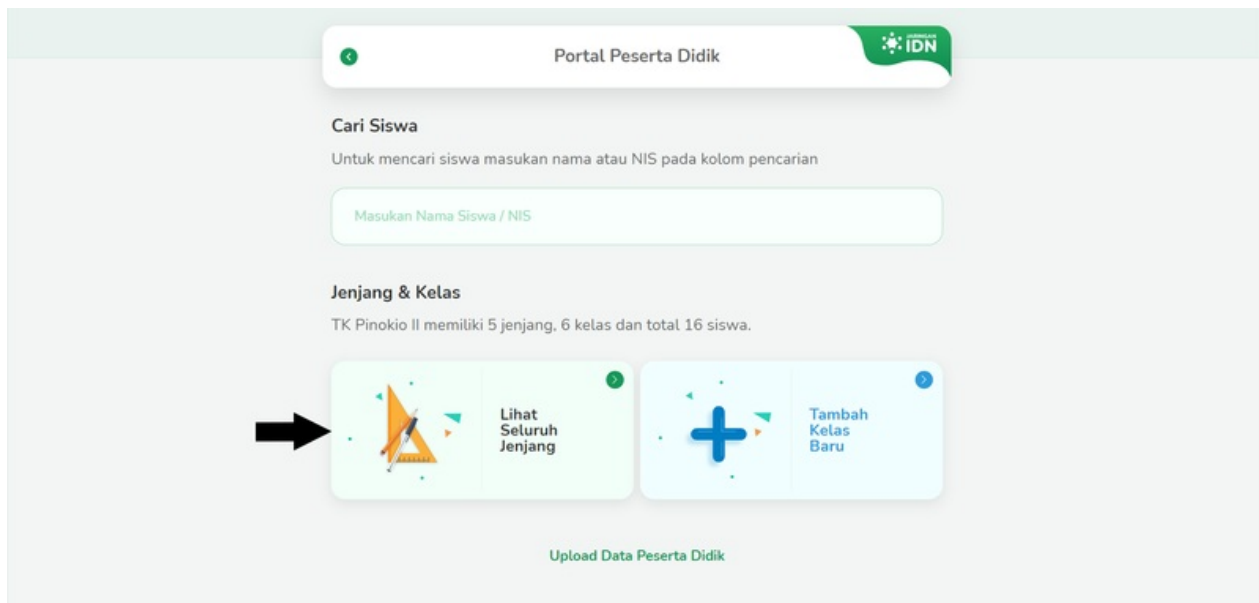 Portal Peserta Didik
JARINGAN
IDN
Cari Siswa
Untuk mencari siswa masukan nama atau NIS pada kolom pencarian
Masukan Nama Siswa / NIS
Jenjang & Kelas
TK Pinokio II memiliki 5 jenjang, 6 kelas dan total 16 siswa.
Lihat
Seluruh
Jenjang
Tambah
Kelas
Baru
Upload Data Peserta Didik